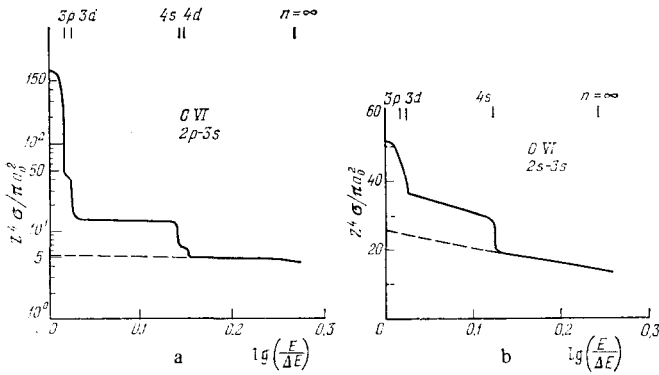 3p 3d 4s 4d n = ∞
150
10²
50
10¹
5
10⁰
Z⁴ σ/πa₀²
C VI
2p-3s
0 0,1 0,2 0,3
a lg(E/ΔE)
3p 3d 4s n = ∞
60
40
20
0
Z⁴ σ/πa₀²
C VI
2s-3s
0 0,1 0,2 0,3
b lg(E/ΔE)